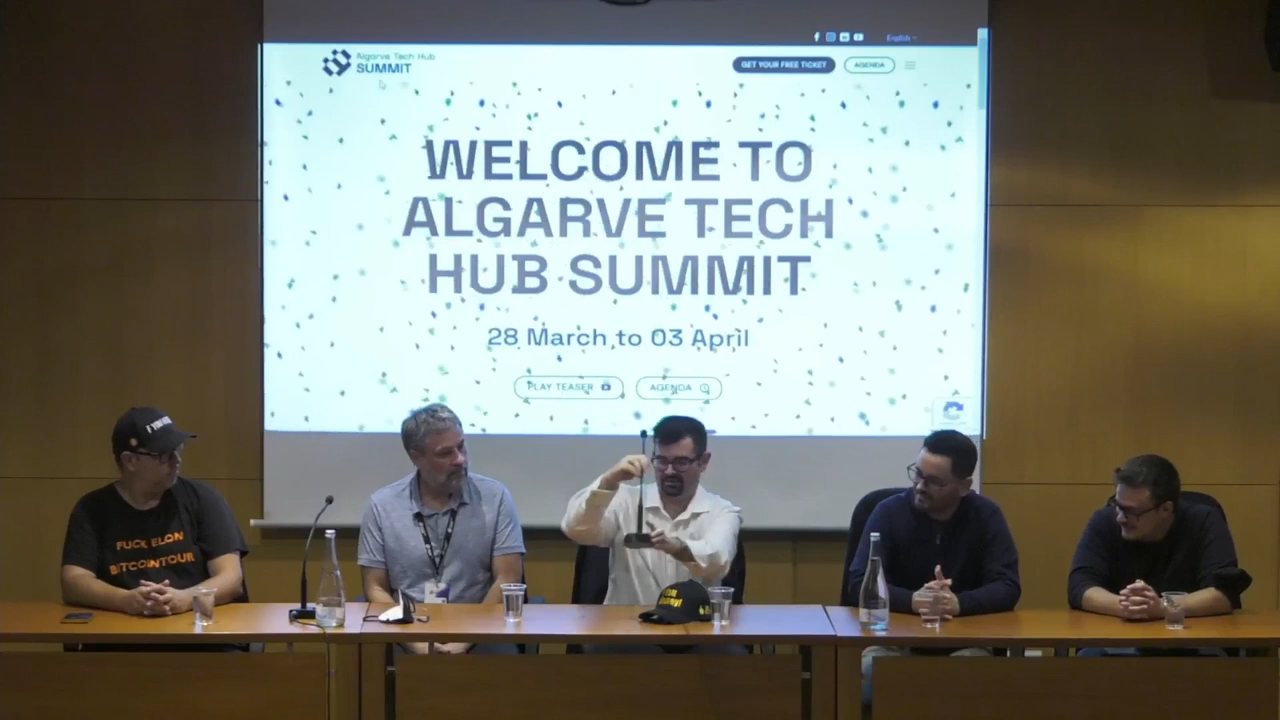 English
Algarve Tech Hub
SUMMIT
GET YOUR FREE TICKET
AGENDA
WELCOME TO
ALGARVE TECH
HUB SUMMIT
28 March to 03 April
PLAY TEASER
AGENDA
FUCK ELON
BITCOINTOUR